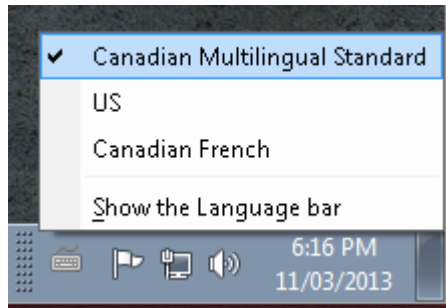 Canadian Multilingual Standard
US
Canadian French
Show the Language bar
6:16 PM
11/03/2013